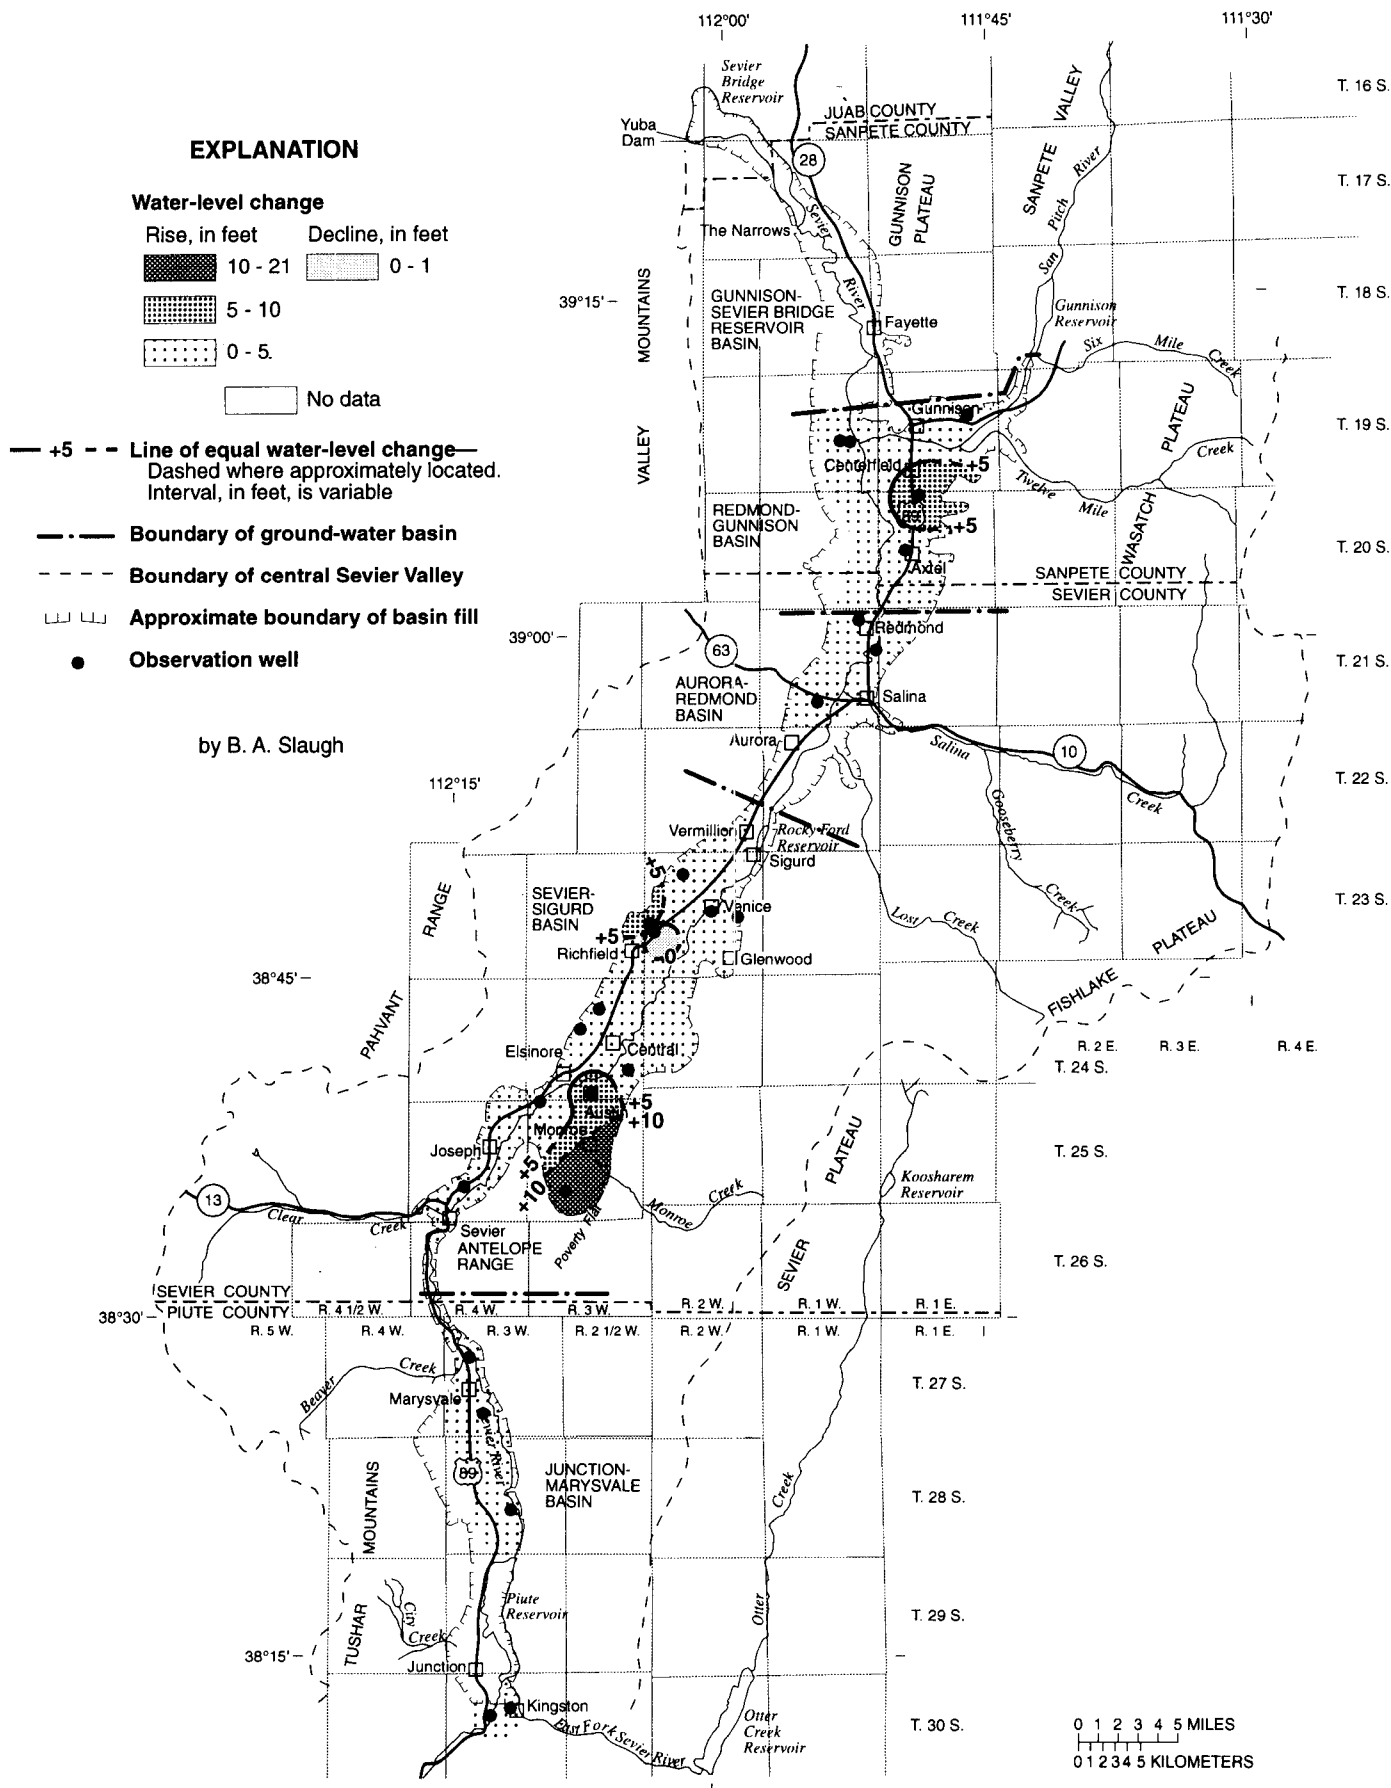 112°00'
111°45'
111°30'
Sevier
Bridge
Reservoir
T. 16 S.
JUAB COUNTY
SANPETE COUNTY
Yuba
Dam
28
SANPETE VALLEY
San Pitch River
T. 17 S.
GUNNISON
PLATEAU
Sevier River
The Narrows
EXPLANATION
Water-level change
Rise, in feet
Decline, in feet
10 - 21
0 - 1
5 - 10
0 - 5.
No data
+5
Line of equal water-level change—
Dashed where approximately located.
Interval, in feet, is variable
Boundary of ground-water basin
Boundary of central Sevier Valley
Approximate boundary of basin fill
Observation well
by B. A. Slaugh
39°15'
T. 18 S.
GUNNISON-
SEVIER BRIDGE
RESERVOIR
BASIN
Fayette
Gunnison
Reservoir
Six Mile Creek
VALLEY MOUNTAINS
Gunnison
T. 19 S.
WASATCH PLATEAU
Creek
Centerfield
+5
Twelve Mile
REDMOND-
GUNNISON
BASIN
89
+5
T. 20 S.
Axtel
SANPETE COUNTY
SEVIER COUNTY
39°00'
Redmond
63
T. 21 S.
AURORA-
REDMOND
BASIN
Salina
Aurora
Salina Creek
10
T. 22 S.
112°15'
Gooseberry Creek
Vermillion
Rocky Ford
Reservoir
Sigurd
+5
SEVIER-
SIGURD
BASIN
Venice
T. 23 S.
Lost Creek
+5
Richfield
0
Glenwood
38°45'
FISHLAKE PLATEAU
PAHVANT RANGE
R. 2 E.
R. 3 E.
R. 4 E.
Elsinore
Central
T. 24 S.
+5
+10
Monroe
Joseph
+5
+10
T. 25 S.
SEVIER PLATEAU
Koosharem
Reservoir
13
Clear Creek
Monroe Creek
Poverty Flat
Sevier
ANTELOPE
RANGE
T. 26 S.
SEVIER COUNTY
PIUTE COUNTY
38°30'
R. 4 1/2 W.
R. 4 W.
R. 3 W.
R. 2 W.
R. 1 W.
R. 1 E.
R. 5 W.
R. 4 W.
R. 3 W.
R. 2 1/2 W.
R. 2 W.
R. 1 W.
R. 1 E.
Beaver Creek
T. 27 S.
Marysvale
Sevier River
89
JUNCTION-
MARYSVALE
BASIN
T. 28 S.
TUSHAR MOUNTAINS
Otter Creek
Piute
Reservoir
City Creek
T. 29 S.
38°15'
Junction
Kingston
East Fork Sevier River
Otter
Creek
Reservoir
T. 30 S.
0 1 2 3 4 5 MILES
0 1 2 3 4 5 KILOMETERS